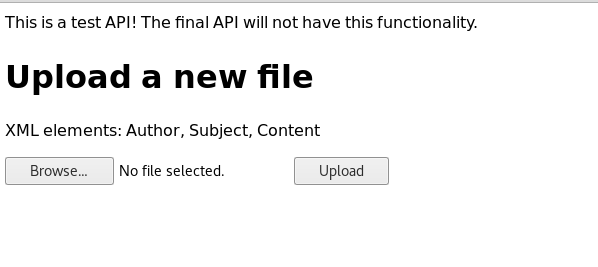 This is a test API! The final API will not have this functionality.
Upload a new file
XML elements: Author, Subject, Content
Browse... No file selected. Upload